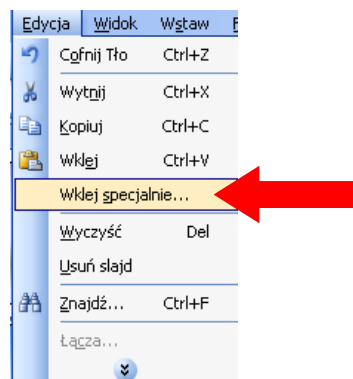 Edycja Widok Wstaw
Cofnij Tło Ctrl+Z
Wytnij Ctrl+X
Kopiuj Ctrl+C
Wklej Ctrl+V
Wklej specjalnie...
Wyczyść Del
Usuń slajd
Znajdź... Ctrl+F
Łącza...